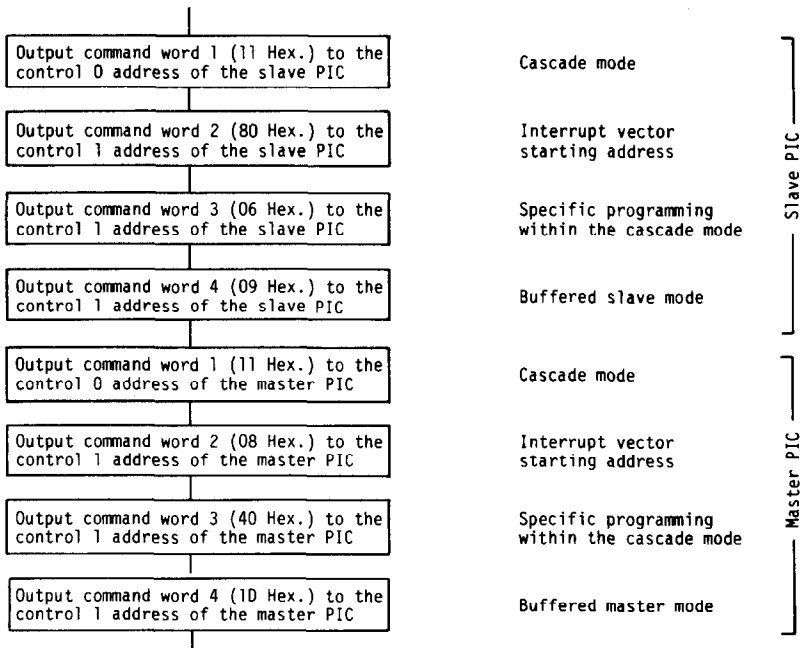 Output command word 1 (11 Hex.) to the
control 0 address of the slave PIC
Cascade mode
Output command word 2 (80 Hex.) to the
control 1 address of the slave PIC
Interrupt vector
starting address
Output command word 3 (06 Hex.) to the
control 1 address of the slave PIC
Specific programming
within the cascade mode
Output command word 4 (09 Hex.) to the
control 1 address of the slave PIC
Buffered slave mode
Slave PIC
Output command word 1 (11 Hex.) to the
control 0 address of the master PIC
Cascade mode
Output command word 2 (08 Hex.) to the
control 1 address of the master PIC
Interrupt vector
starting address
Output command word 3 (40 Hex.) to the
control 1 address of the master PIC
Specific programming
within the cascade mode
Output command word 4 (1D Hex.) to the
control 1 address of the master PIC
Buffered master mode
Master PIC